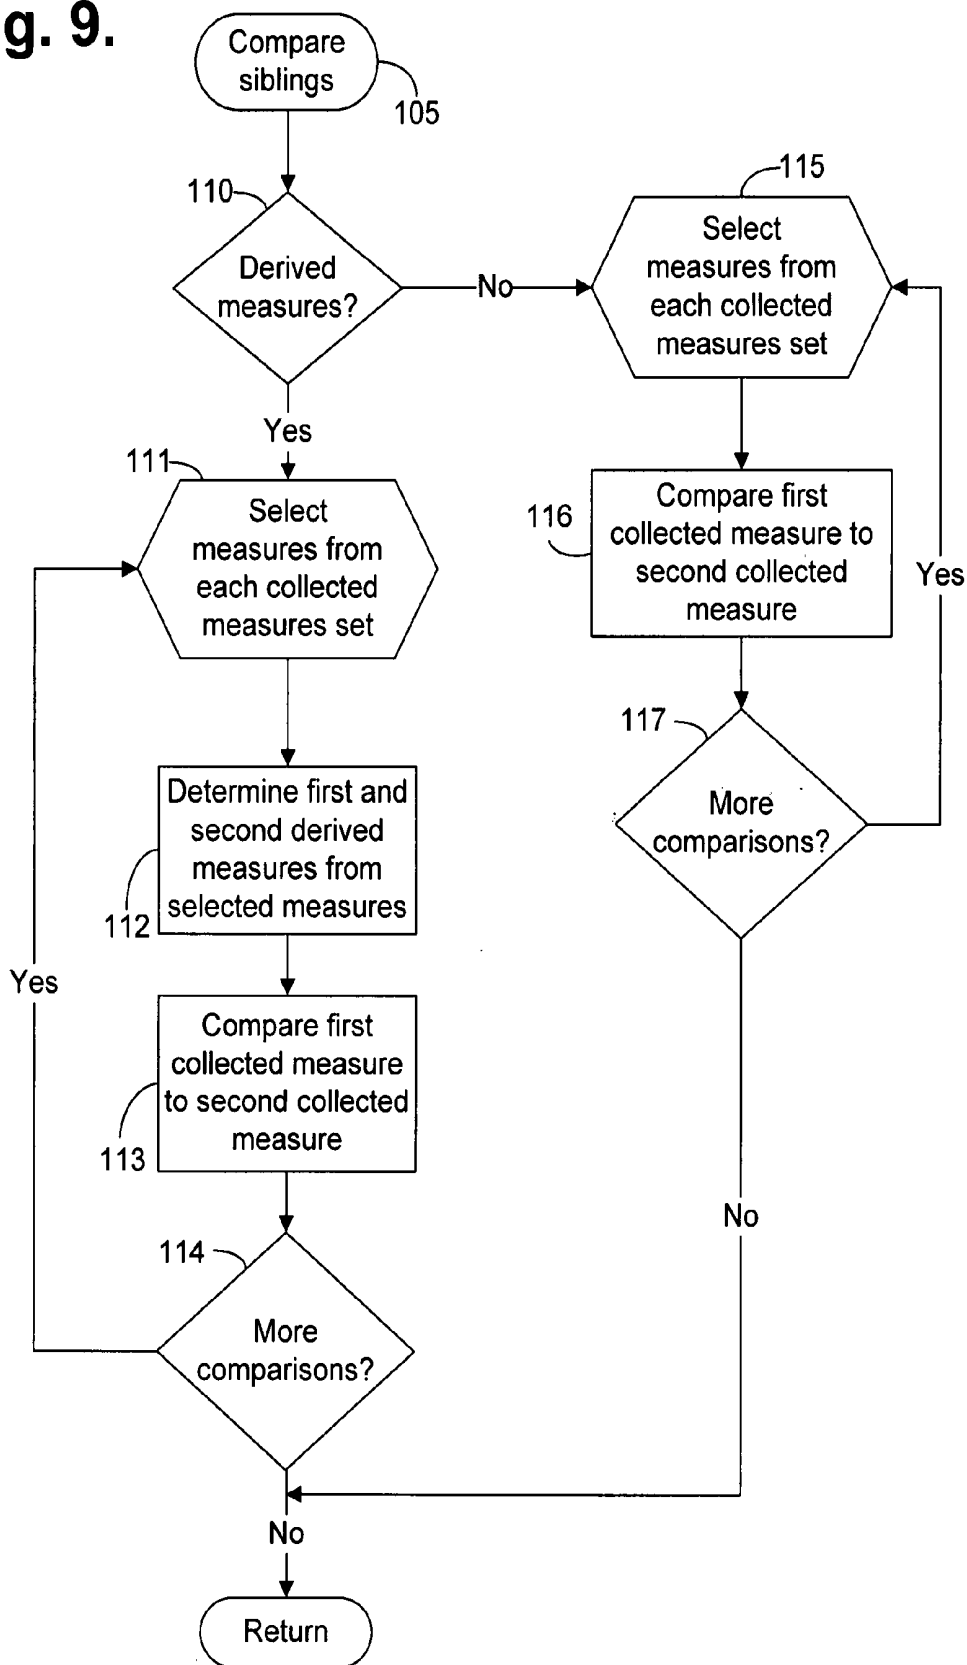 g. 9.
Compare
siblings
105
110
Derived
measures?
No
115
Select
measures from
each collected
measures set
Yes
111
Select
measures from
each collected
measures set
116
Compare first
collected measure to
second collected
measure
Yes
117
More
comparisons?
Determine first and
second derived
measures from
selected measures
112
Yes
Compare first
collected measure
to second collected
measure
113
No
114
More
comparisons?
No
Return